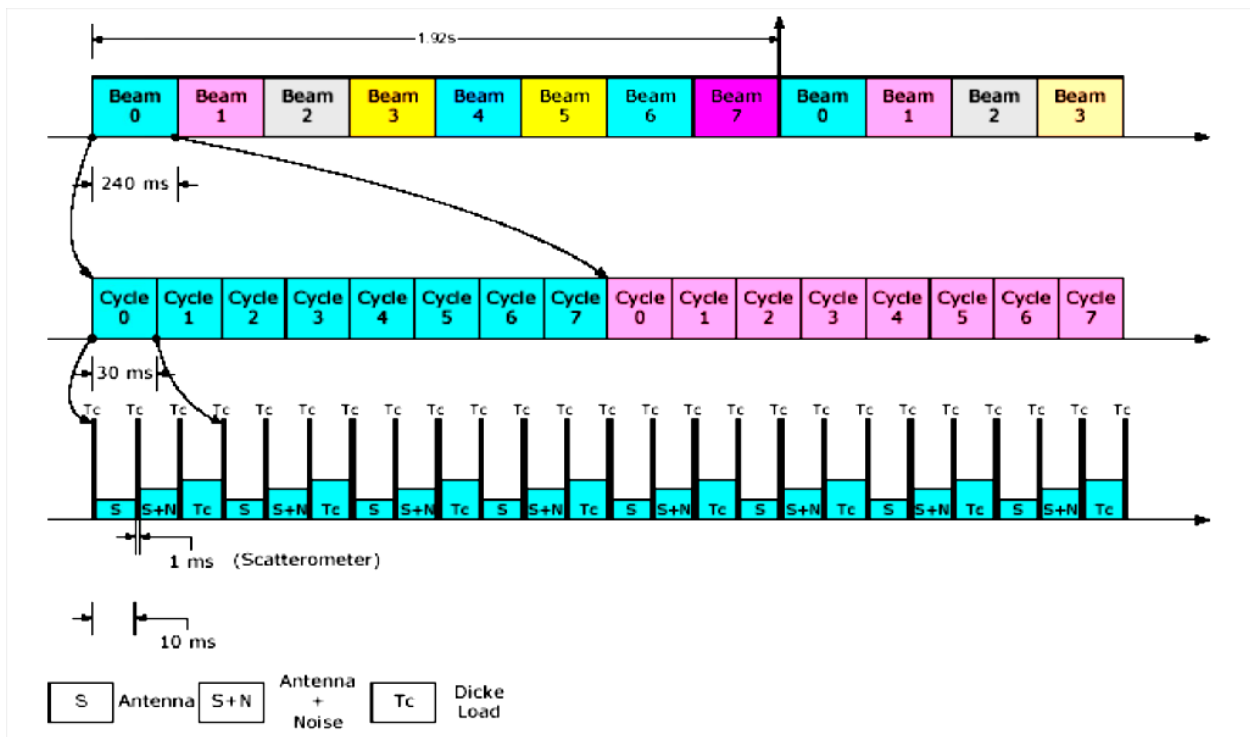 1.92s
Beam Beam Beam Beam Beam Beam Beam Beam Beam Beam Beam Beam
0 1 2 3 4 5 6 7 0 1 2 3
240 ms
Cycle Cycle Cycle Cycle Cycle Cycle Cycle Cycle Cycle Cycle Cycle Cycle Cycle Cycle Cycle Cycle
0 1 2 3 4 5 6 7 0 1 2 3 4 5 6 7
30 ms
Tc Tc Tc Tc Tc Tc Tc Tc Tc Tc Tc Tc Tc Tc Tc Tc Tc Tc Tc Tc Tc Tc Tc Tc Tc
S S+N Tc S S+N Tc S S+N Tc S S+N Tc S S+N Tc S S+N Tc S S+N Tc S S+N Tc
1 ms (Scatterometer)
10 ms
S Antenna S+N Antenna + Noise Tc Dicke Load